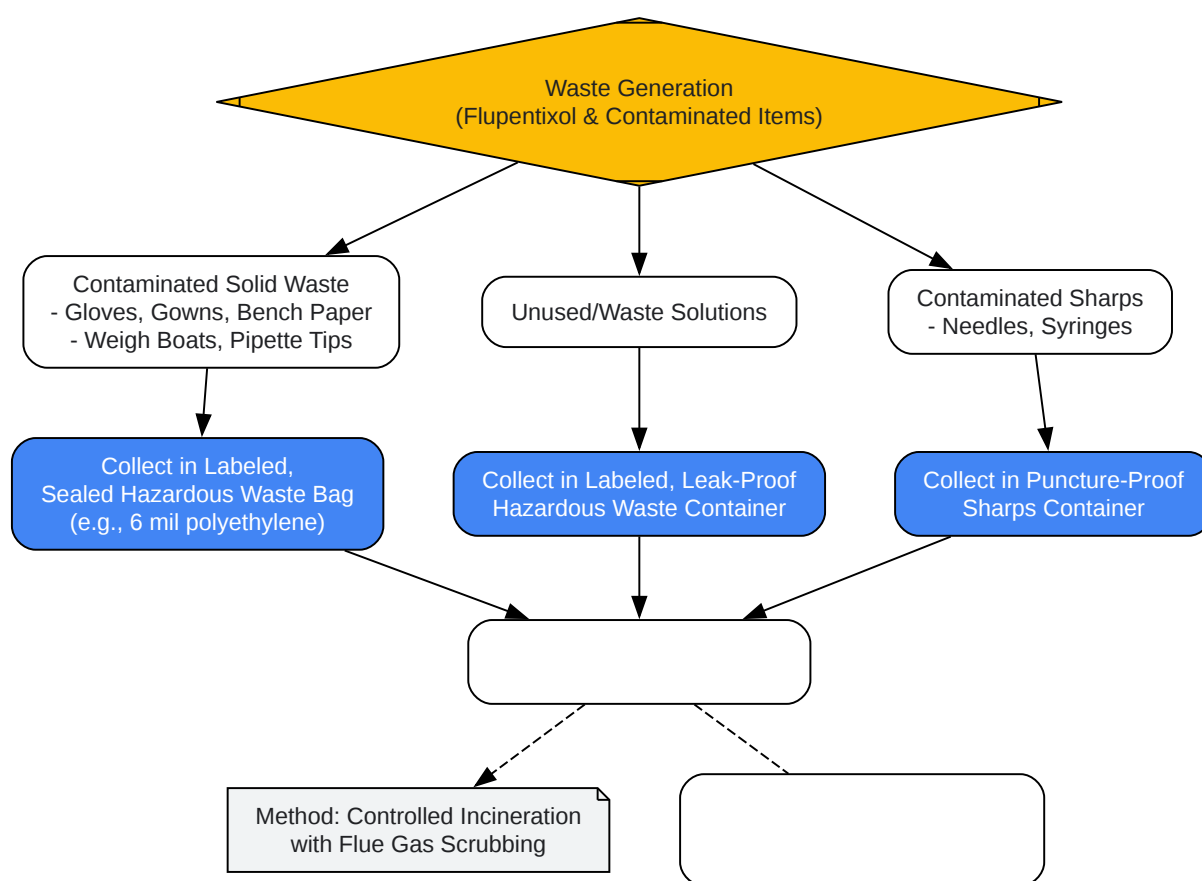 Waste Generation
(Flupentixol & Contaminated Items)
Contaminated Solid Waste
- Gloves, Gowns, Bench Paper
- Weigh Boats, Pipette Tips
Unused/Waste Solutions
Contaminated Sharps
- Needles, Syringes
Collect in Labeled,
Sealed Hazardous Waste Bag
(e.g., 6 mil polyethylene)
Collect in Labeled, Leak-Proof
Hazardous Waste Container
Collect in Puncture-Proof
Sharps Container
Method: Controlled Incineration
with Flue Gas Scrubbing